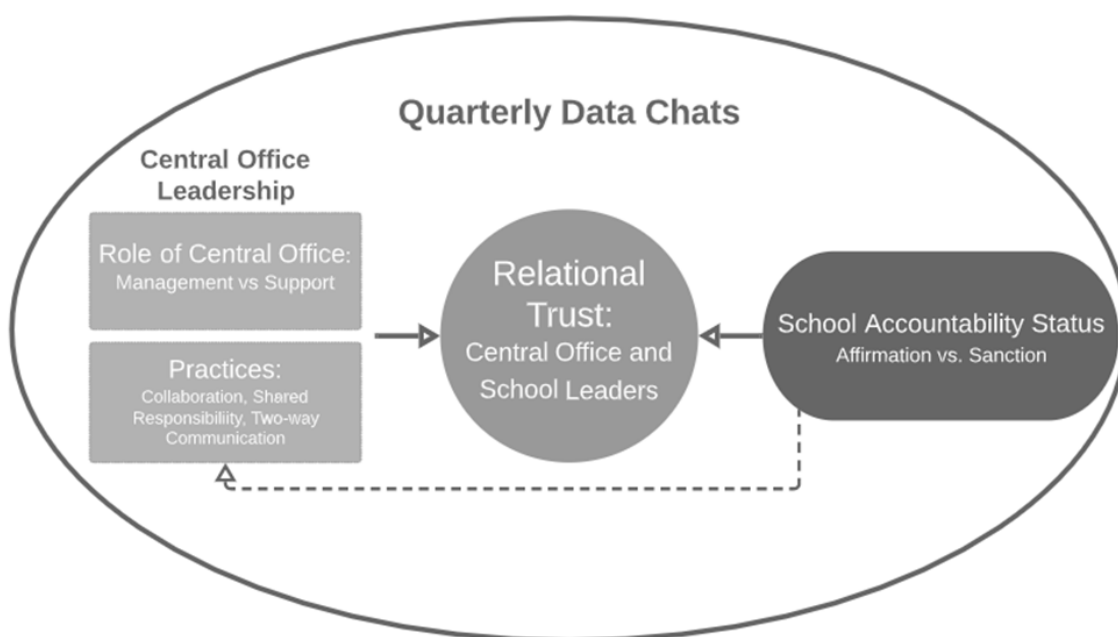 Quarterly Data Chats
Central Office
Leadership
Role of Central Office:
Management vs Support
Practices:
Collaboration, Shared
Responsibiliity, Two-way
Communication
Relational
Trust:
Central Office and
School Leaders
School Accountability Status
Affirmation vs. Sanction